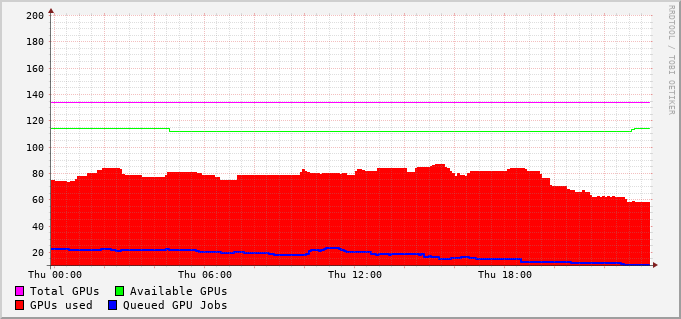 200
180
160
140
120
100
80
60
40
20
Thu 00:00 Thu 06:00 Thu 12:00 Thu 18:00
Total GPUs Available GPUs
GPUs used Queued GPU Jobs
RRDTOOL / TOBI OETIKER